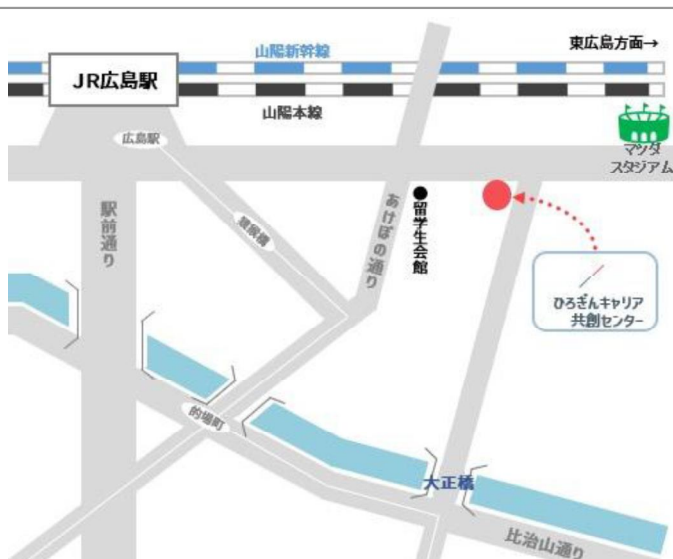 山陽新幹線
東広島方面→
JR広島駅
山陽本線
広島駅
マツダ
スタジアム
駅前通り
猿猴橋
あけぼの通り
留学生会館
ひろぎんキャリア
共創センター
的場町
大正橋
比治山通り